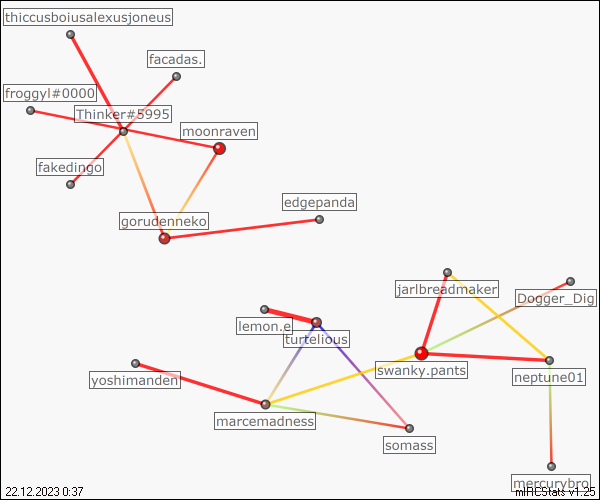 thiccusboiusalexusjoneus
facadas.
froggyl#0000
Thinker#5995
moonraven
fakedingo
edgepanda
gorudenneko
jarlbreadmaker
Dogger_Dig
lemon.e
turtelious
swanky.pants
yoshimanden
neptune01
marcemadness
somass
mercurybro
22.12.2023 0:37
mIRCStats v1.25